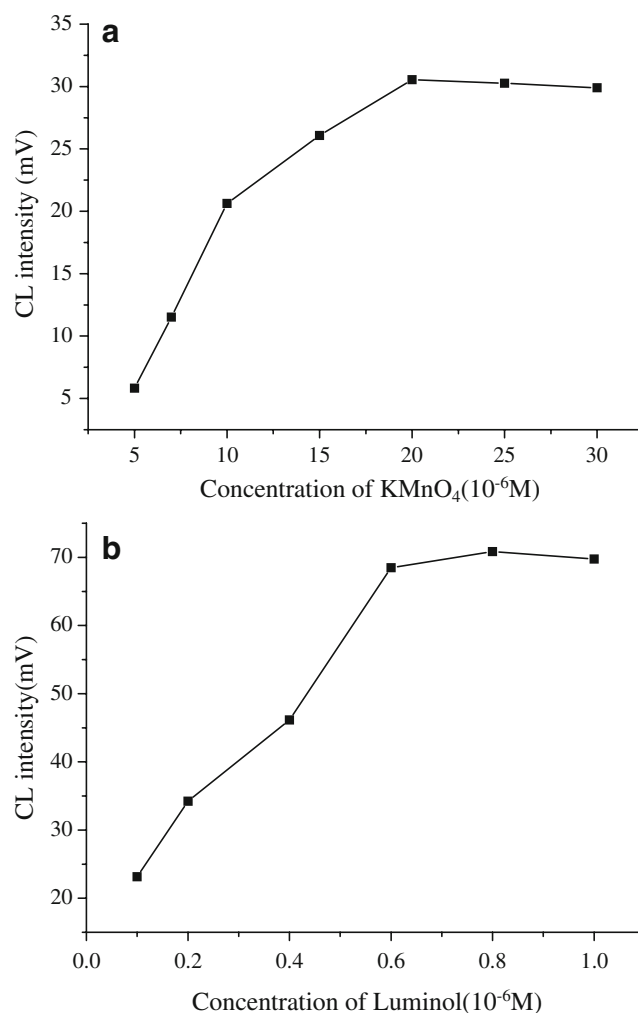 a
35
30
25
20
15
10
5
CL intensity (mV)
5 10 15 20 25 30
Concentration of KMnO₄(10⁻⁶M)
b
70
60
50
40
30
20
CL intensity(mV)
0.0 0.2 0.4 0.6 0.8 1.0
Concentration of Luminol(10⁻⁶M)